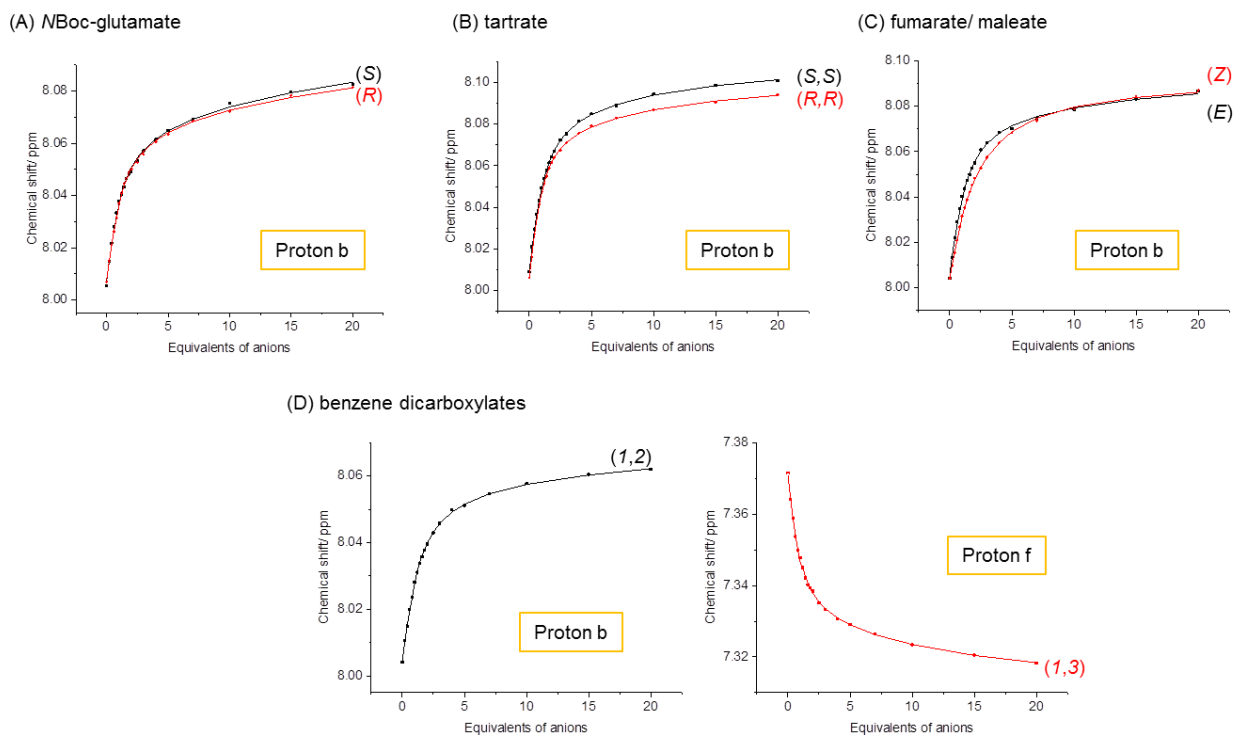 (A) NBoc-glutamate
(B) tartrate
(C) fumarate/ maleate
Chemical shift/ ppm
8.08
8.06
8.04
8.02
8.00
(S)
(R)
Proton b
0 5 10 15 20
Equivalents of anions
Chemical shift/ ppm
8.10
8.08
8.06
8.04
8.02
8.00
(S,S)
(R,R)
Proton b
0 5 10 15 20
Equivalents of anions
Chemical shift/ ppm
8.10
8.08
8.06
8.04
8.02
8.00
(Z)
(E)
Proton b
0 5 10 15 20
Equivalents of anions
(D) benzene dicarboxylates
Chemical shift/ ppm
8.06
8.04
8.02
8.00
(1,2)
Proton b
0 5 10 15 20
Equivalents of anions
Chemical shift/ ppm
7.38
7.36
7.34
7.32
Proton f
(1,3)
0 5 10 15 20
Equivalents of anions